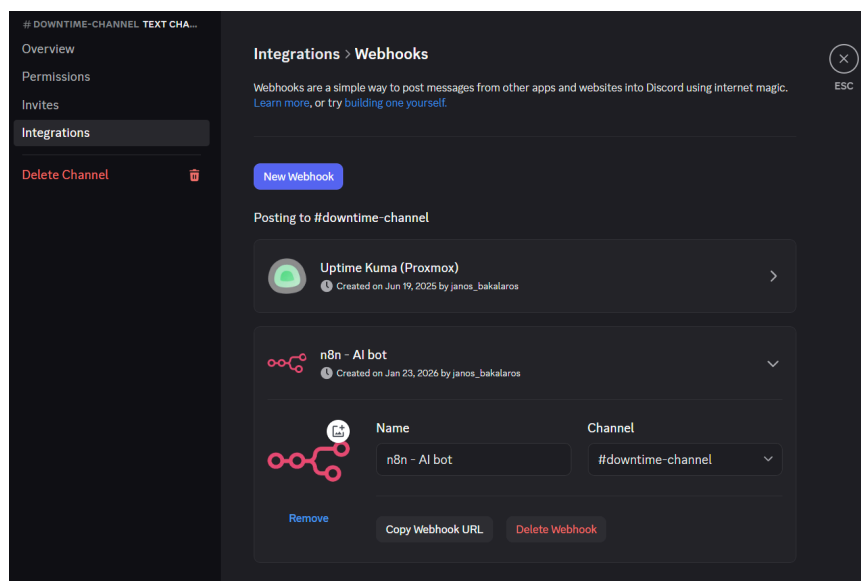 # DOWNTIME-CHANNEL TEXT CHA...
Overview
Permissions
Invites
Integrations
Delete Channel
Integrations > Webhooks
ESC
Webhooks are a simple way to post messages from other apps and websites into Discord using internet magic.
Learn more, or try building one yourself.
New Webhook
Posting to #downtime-channel
Uptime Kuma (Proxmox)
Created on Jun 19, 2025 by janos_bakalaros
n8n - AI bot
Created on Jan 23, 2026 by janos_bakalaros
Name
Channel
n8n - AI bot
#downtime-channel
Remove
Copy Webhook URL
Delete Webhook